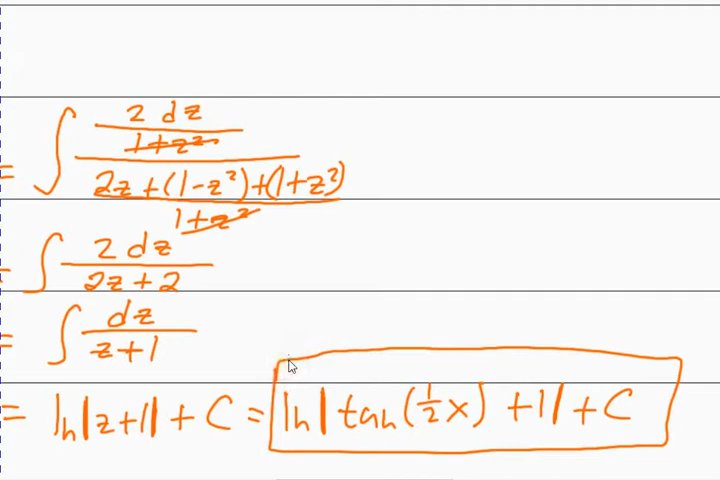 = ∫ (2 dz / (1+z²)) / ((2z + (1-z²) + (1+z²)) / (1+z²))
= ∫ 2 dz / (2z + 2)
= ∫ dz / (z+1)
= ln|z+1| + C = ln|tan(½x) + 1| + C